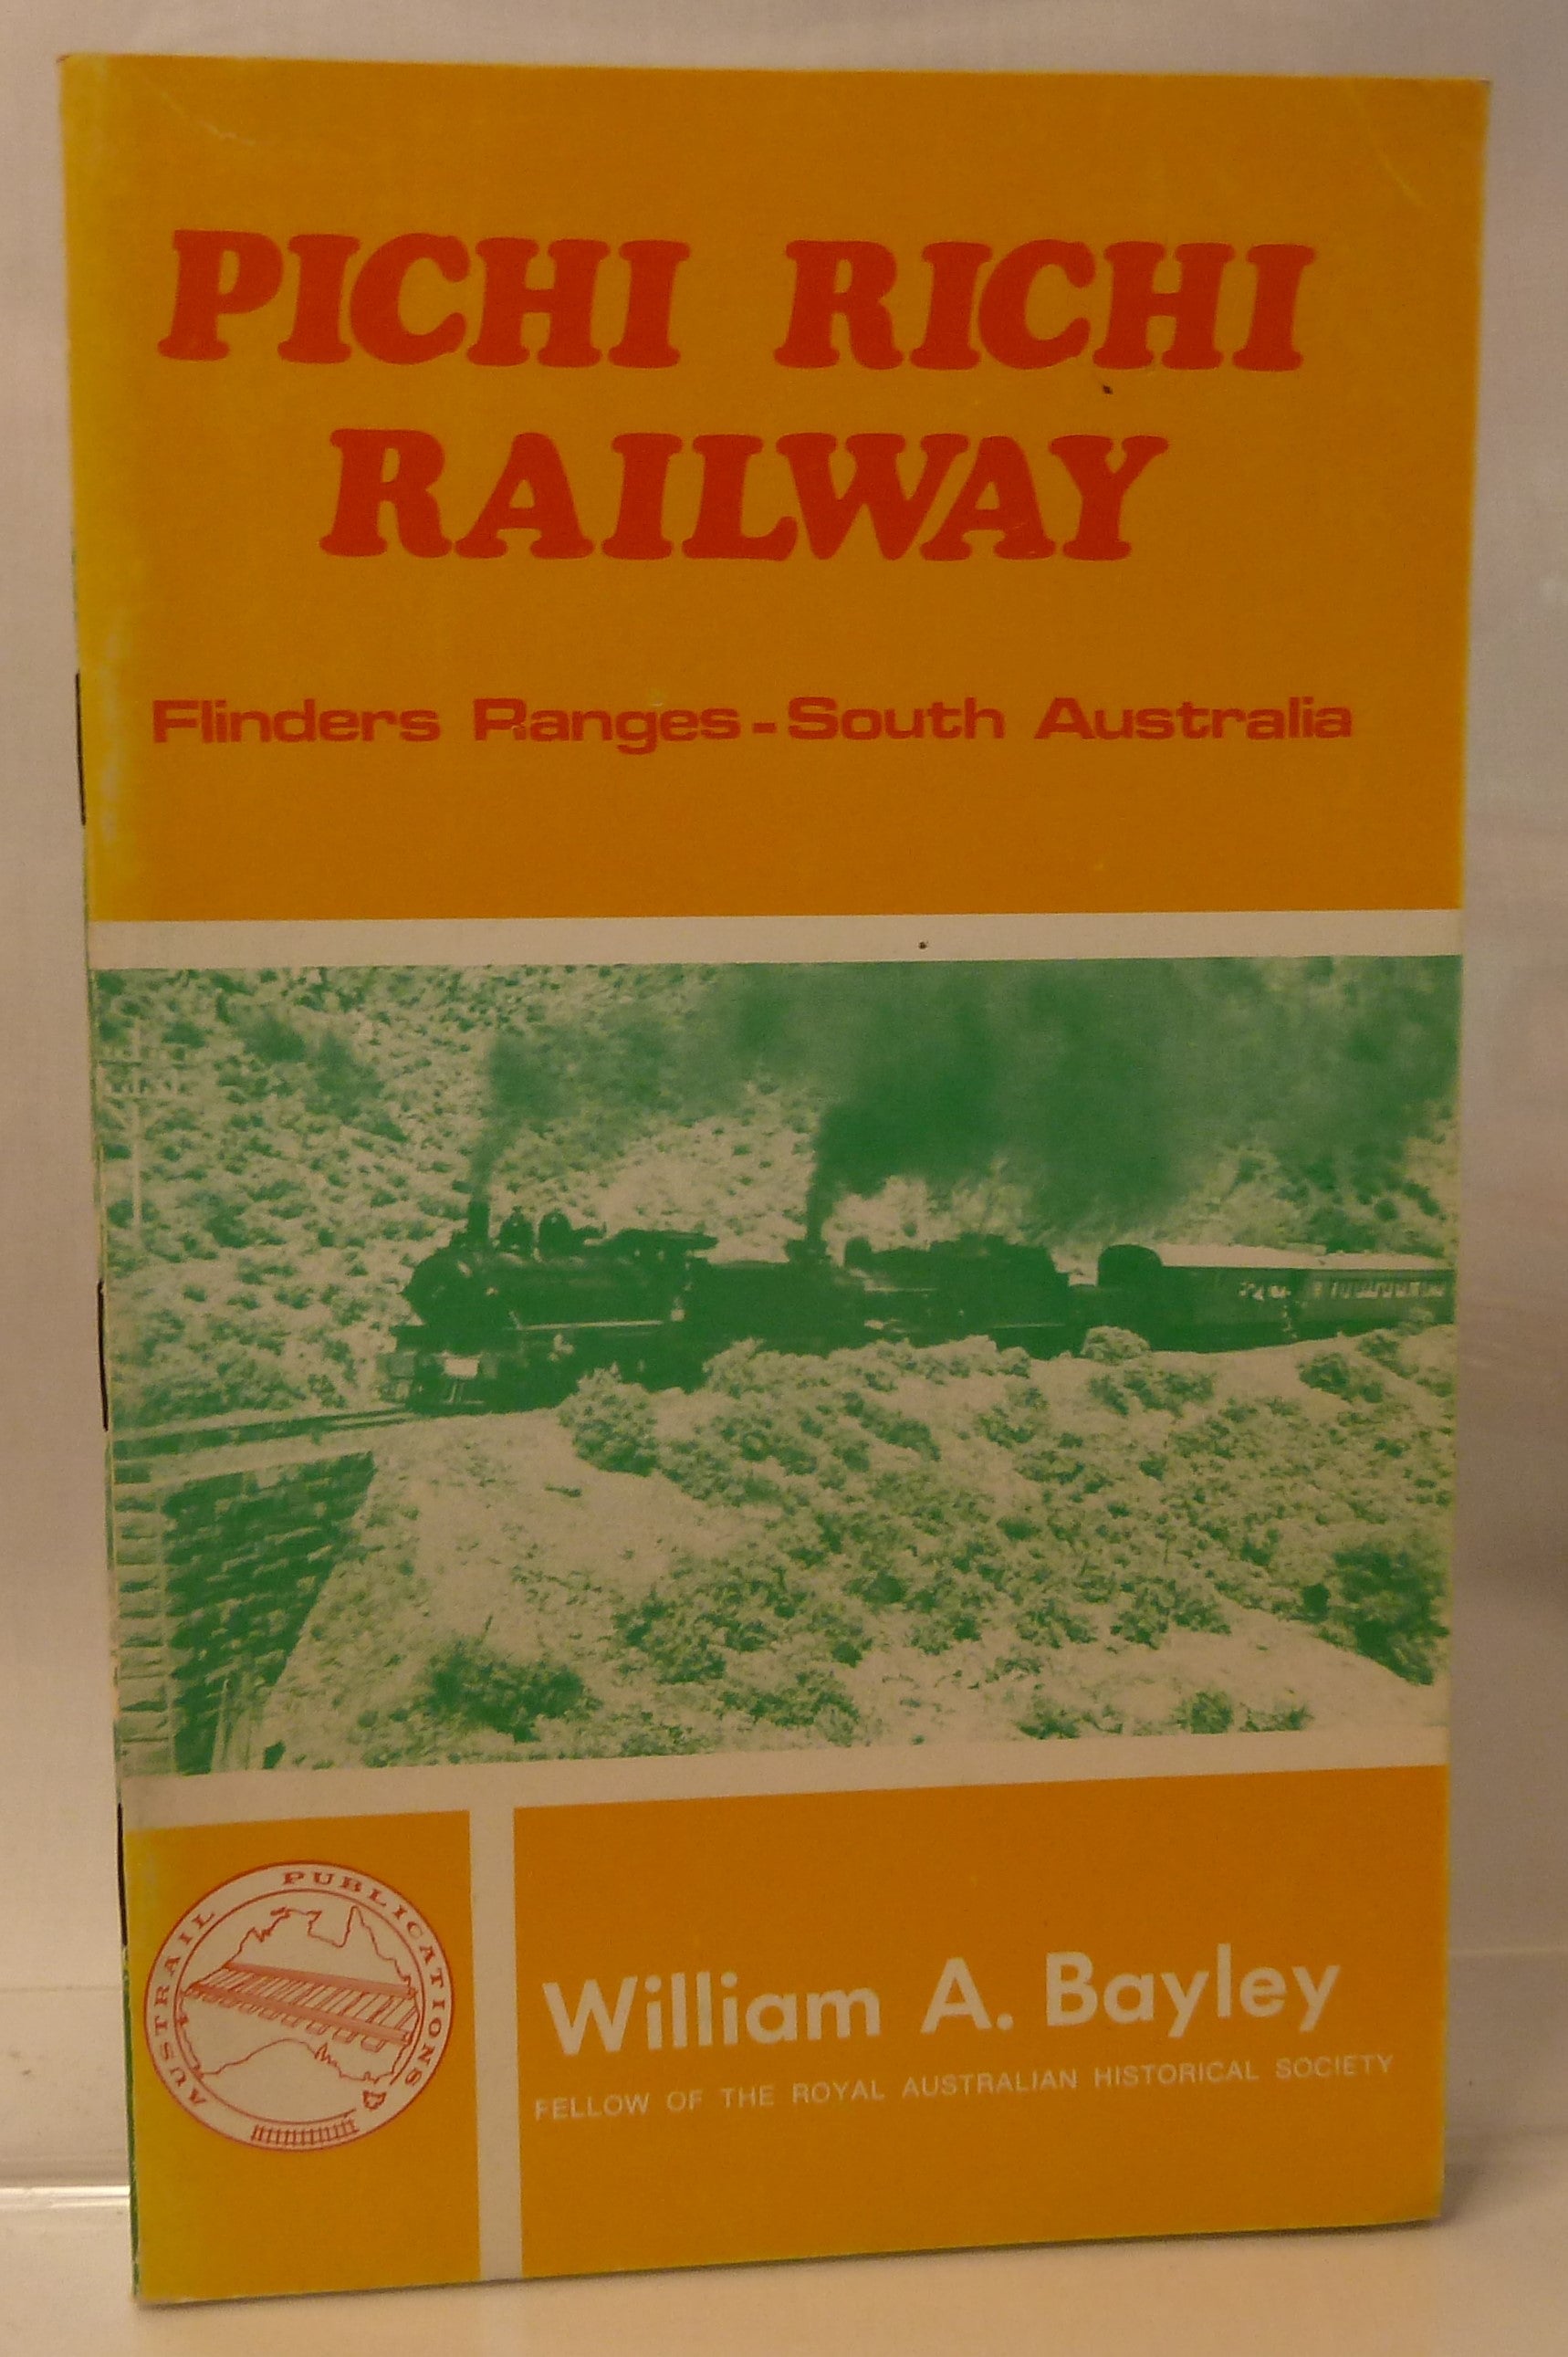 PICHI RICHI
RAILWAY
Flinders Ranges - South Australia
AUSTRAIL PUBLICATIONS
William A. Bayley
FELLOW OF THE ROYAL AUSTRALIAN HISTORICAL SOCIETY